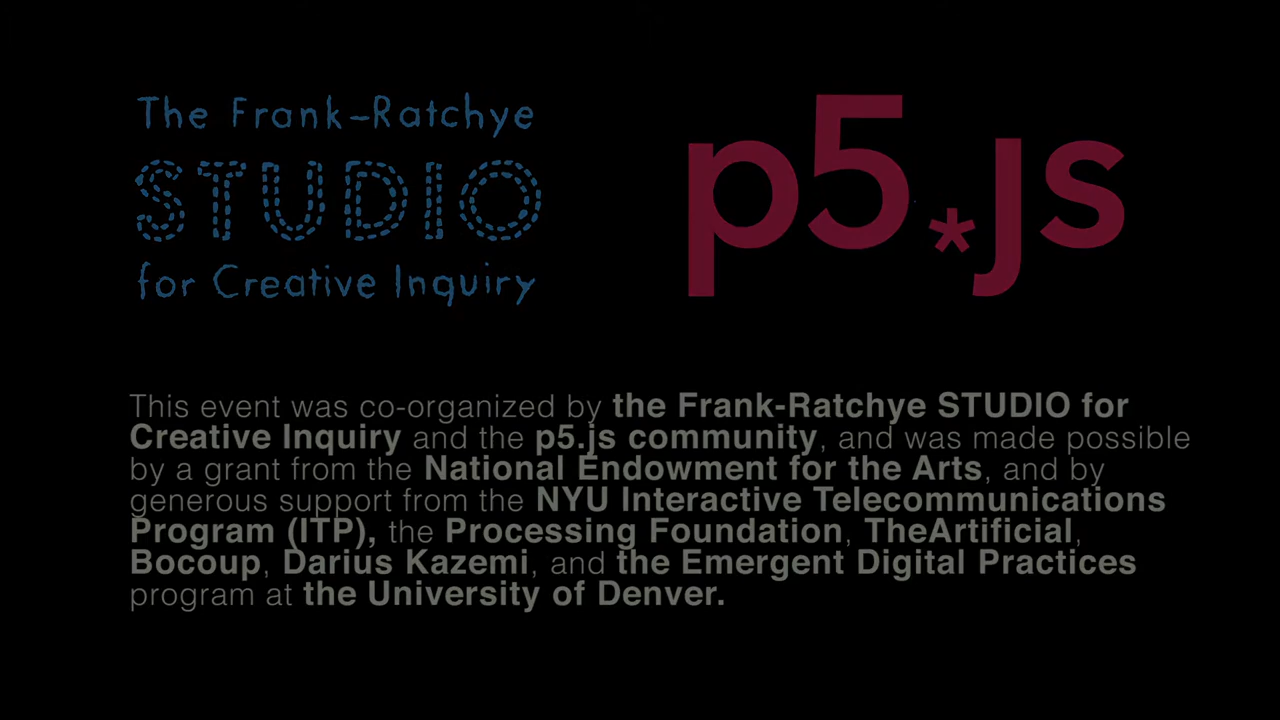 The Frank-Ratchye
STUDIO
for Creative Inquiry
p5*js
This event was co-organized by the Frank-Ratchye STUDIO for
Creative Inquiry and the p5.js community, and was made possible
by a grant from the National Endowment for the Arts, and by
generous support from the NYU Interactive Telecommunications
Program (ITP), the Processing Foundation, TheArtificial,
Bocoup, Darius Kazemi, and the Emergent Digital Practices
program at the University of Denver.